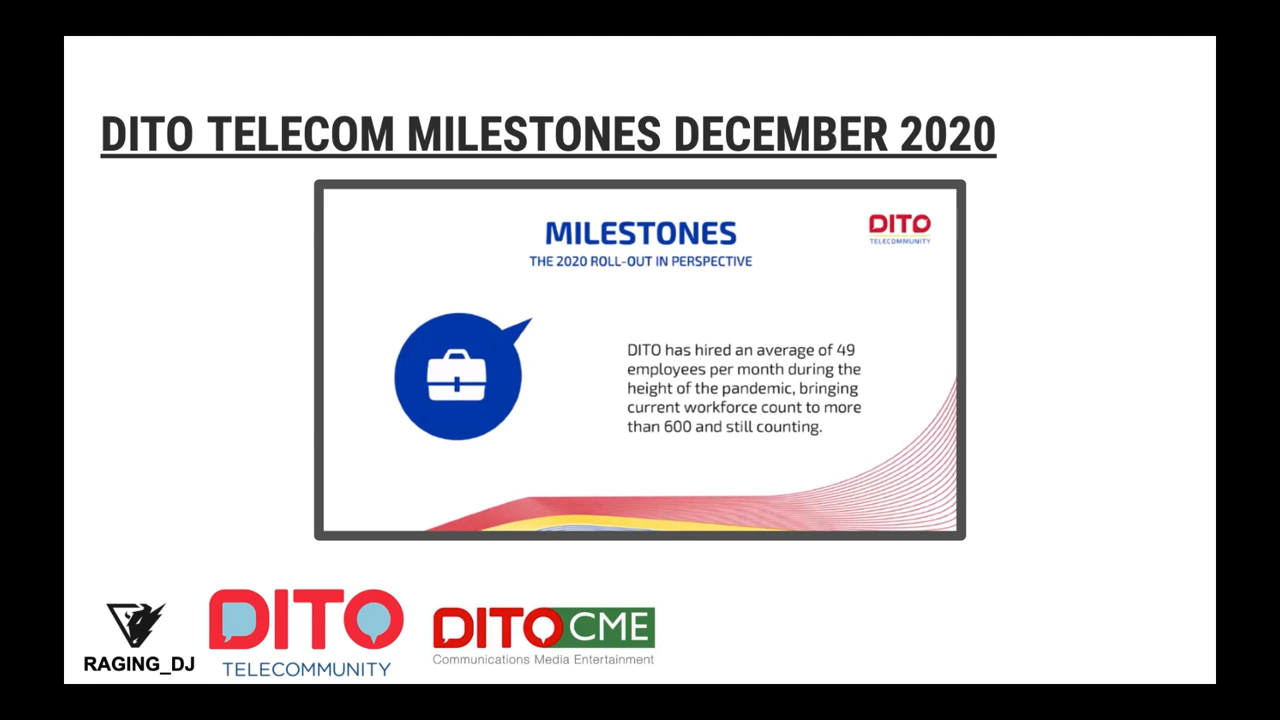 DITO TELECOM MILESTONES DECEMBER 2020
MILESTONES
THE 2020 ROLL-OUT IN PERSPECTIVE
DITO
TELECOMMUNITY
DITO has hired an average of 49
employees per month during the
height of the pandemic, bringing
current workforce count to more
than 600 and still counting.
RAGING_DJ
DITO
TELECOMMUNITY
DITO CME
Communications Media Entertainment